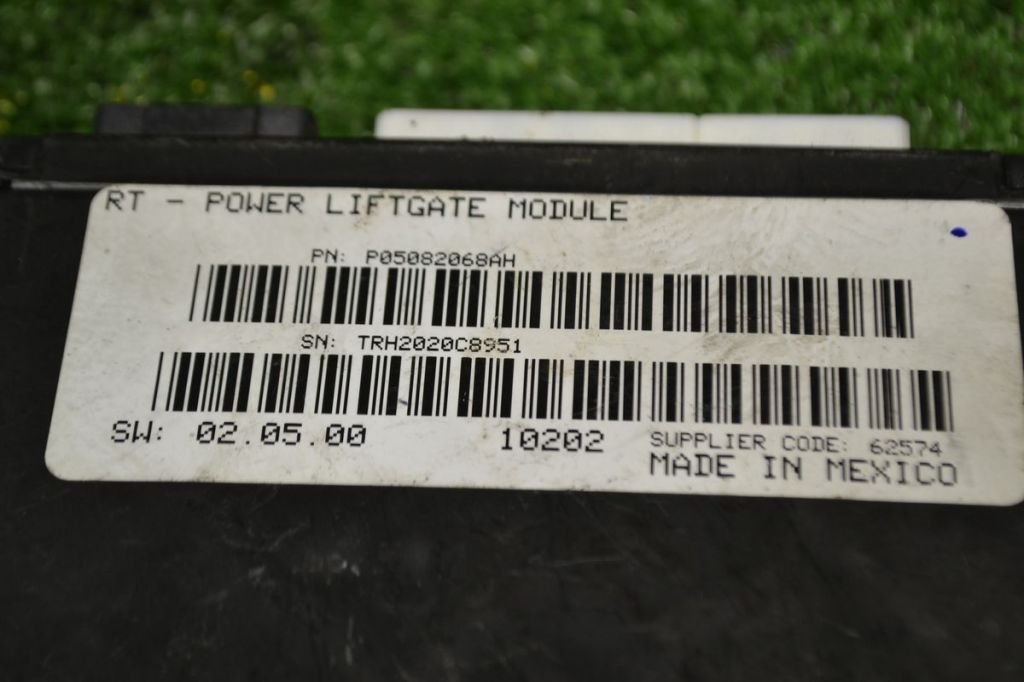 RT - POWER LIFTGATE MODULE
PN: P05082068AH
SN: TRH2020C8951
SW: 02.05.00 10202 SUPPLIER CODE: 62574
MADE IN MEXICO